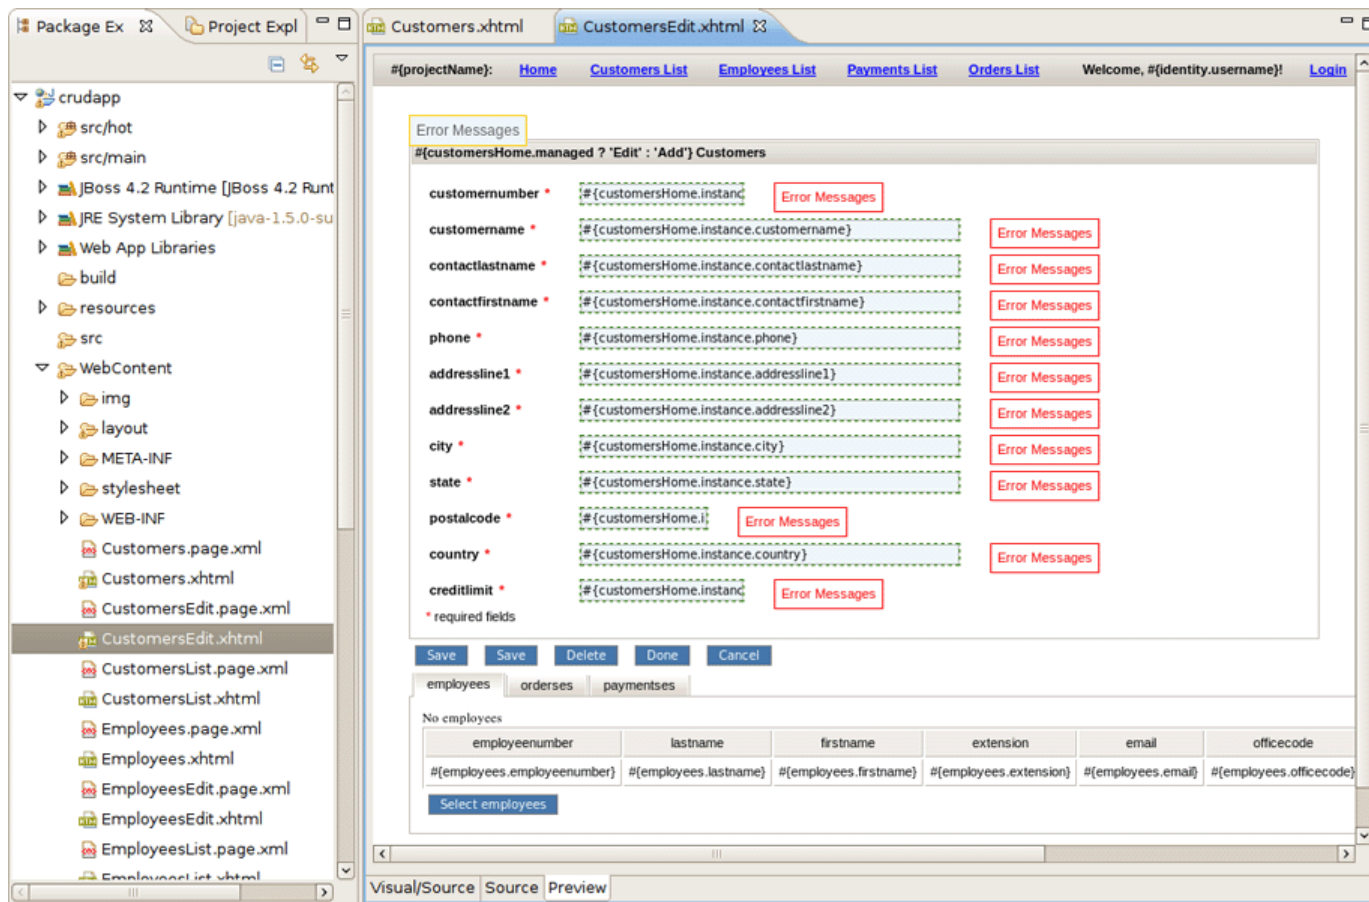 Package Ex
Project Expl
crudapp
src/hot
src/main
JBoss 4.2 Runtime [JBoss 4.2 Runt
JRE System Library [java-1.5.0-su
Web App Libraries
build
resources
src
WebContent
img
layout
META-INF
stylesheet
WEB-INF
Customers.page.xml
Customers.xhtml
CustomersEdit.page.xml
CustomersEdit.xhtml
CustomersList.page.xml
CustomersList.xhtml
Employees.page.xml
Employees.xhtml
EmployeesEdit.page.xml
EmployeesEdit.xhtml
EmployeesList.page.xml
EmployeesList.xhtml
Customers.xhtml CustomersEdit.xhtml
#{projectName}: Home Customers List Employees List Payments List Orders List Welcome, #{identity.username}! Login
Error Messages
#{customersHome.managed ? 'Edit' : 'Add'} Customers
customernumber * #{customersHome.instanc Error Messages
customername * #{customersHome.instance.customername} Error Messages
contactlastname * #{customersHome.instance.contactlastname} Error Messages
contactfirstname * #{customersHome.instance.contactfirstname} Error Messages
phone * #{customersHome.instance.phone} Error Messages
addressline1 * #{customersHome.instance.addressline1} Error Messages
addressline2 * #{customersHome.instance.addressline2} Error Messages
city * #{customersHome.instance.city} Error Messages
state * #{customersHome.instance.state} Error Messages
postalcode * #{customersHome.i Error Messages
country * #{customersHome.instance.country} Error Messages
creditlimit * #{customersHome.instanc Error Messages
* required fields
Save Save Delete Done Cancel
employees orderses paymentses
No employees
employeenumber lastname firstname extension email officecode
#{employees.employeenumber} #{employees.lastname} #{employees.firstname} #{employees.extension} #{employees.email} #{employees.officecode}
Select employees
Visual/Source Source Preview